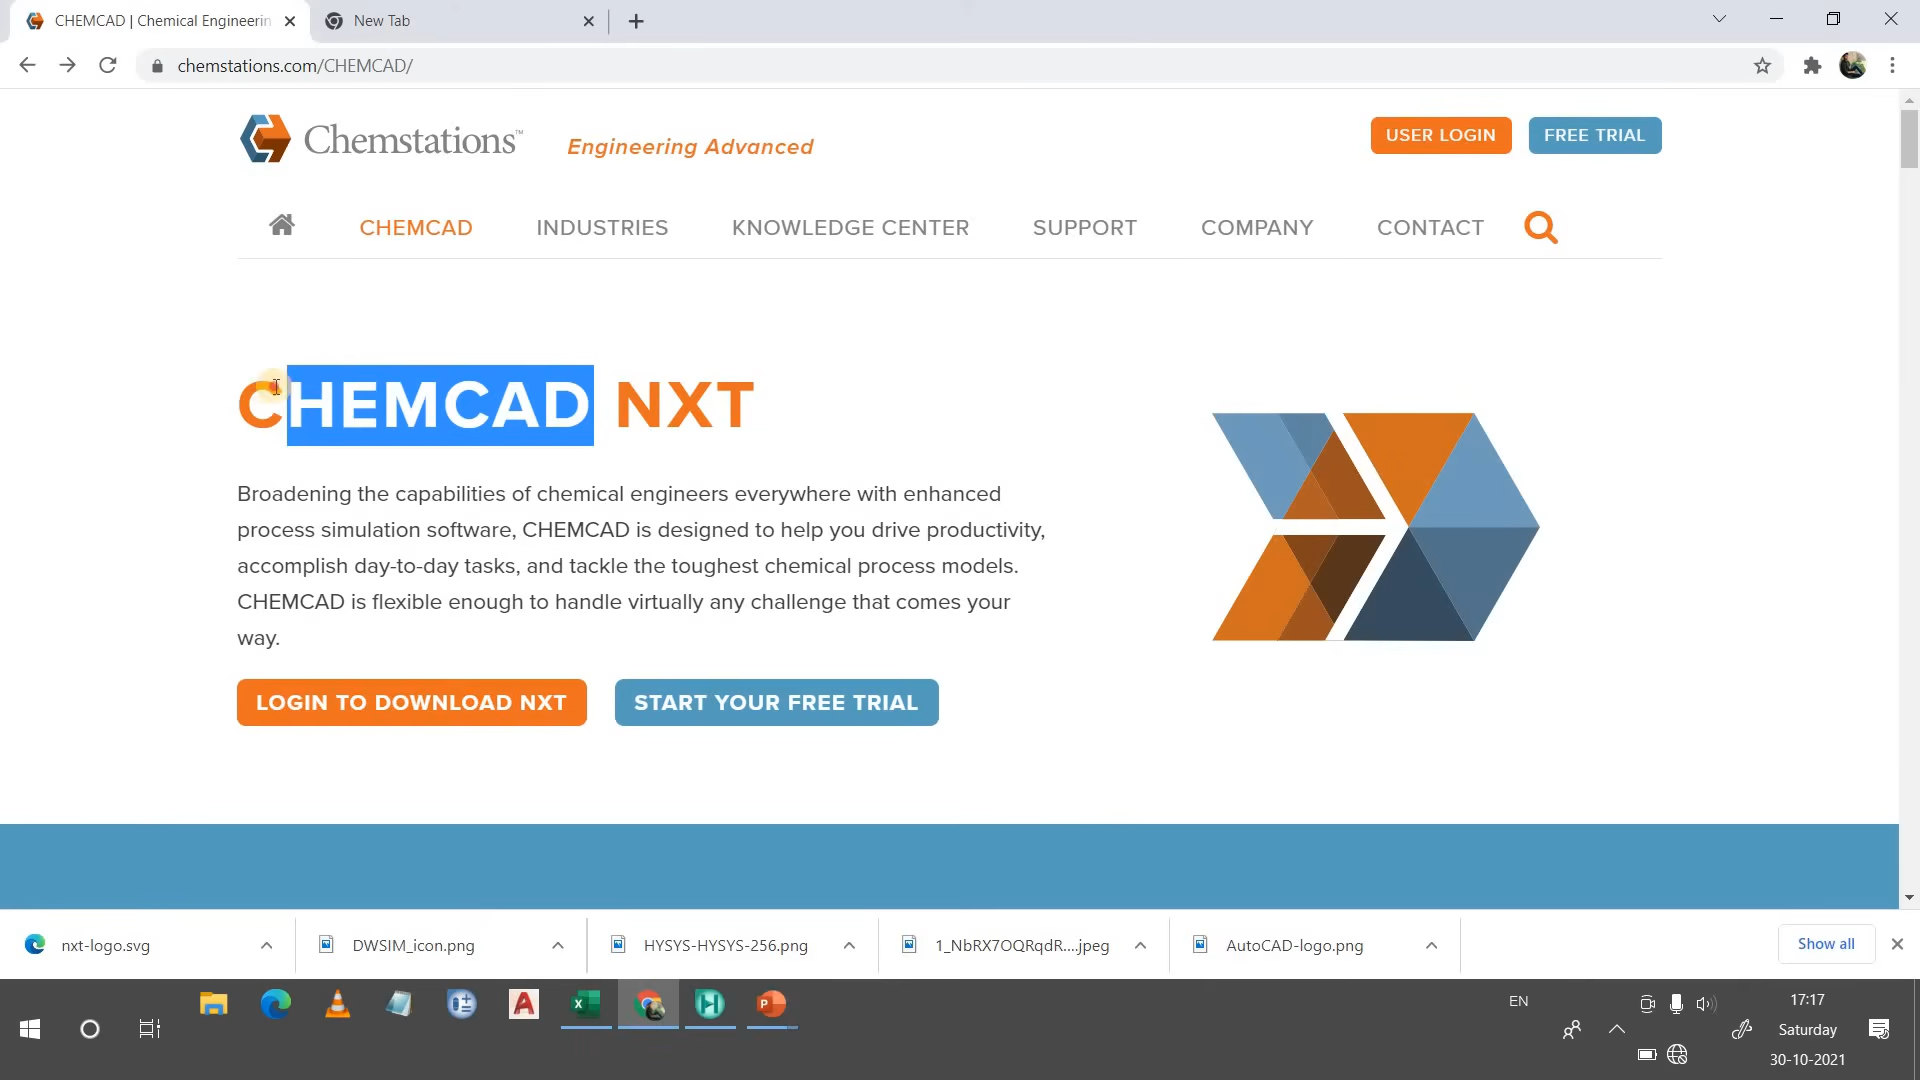 CHEMCAD | Chemical Engineerin
New Tab
chemstations.com/CHEMCAD/
Chemstations™
Engineering Advanced
USER LOGIN
FREE TRIAL
CHEMCAD
INDUSTRIES
KNOWLEDGE CENTER
SUPPORT
COMPANY
CONTACT
CHEMCAD NXT
Broadening the capabilities of chemical engineers everywhere with enhanced
process simulation software, CHEMCAD is designed to help you drive productivity,
accomplish day-to-day tasks, and tackle the toughest chemical process models.
CHEMCAD is flexible enough to handle virtually any challenge that comes your
way.
LOGIN TO DOWNLOAD NXT
START YOUR FREE TRIAL
nxt-logo.svg
DWSIM_icon.png
HYSYS-HYSYS-256.png
1_NbRX7OQRqdR....jpeg
AutoCAD-logo.png
Show all
EN
17:17
Saturday
30-10-2021